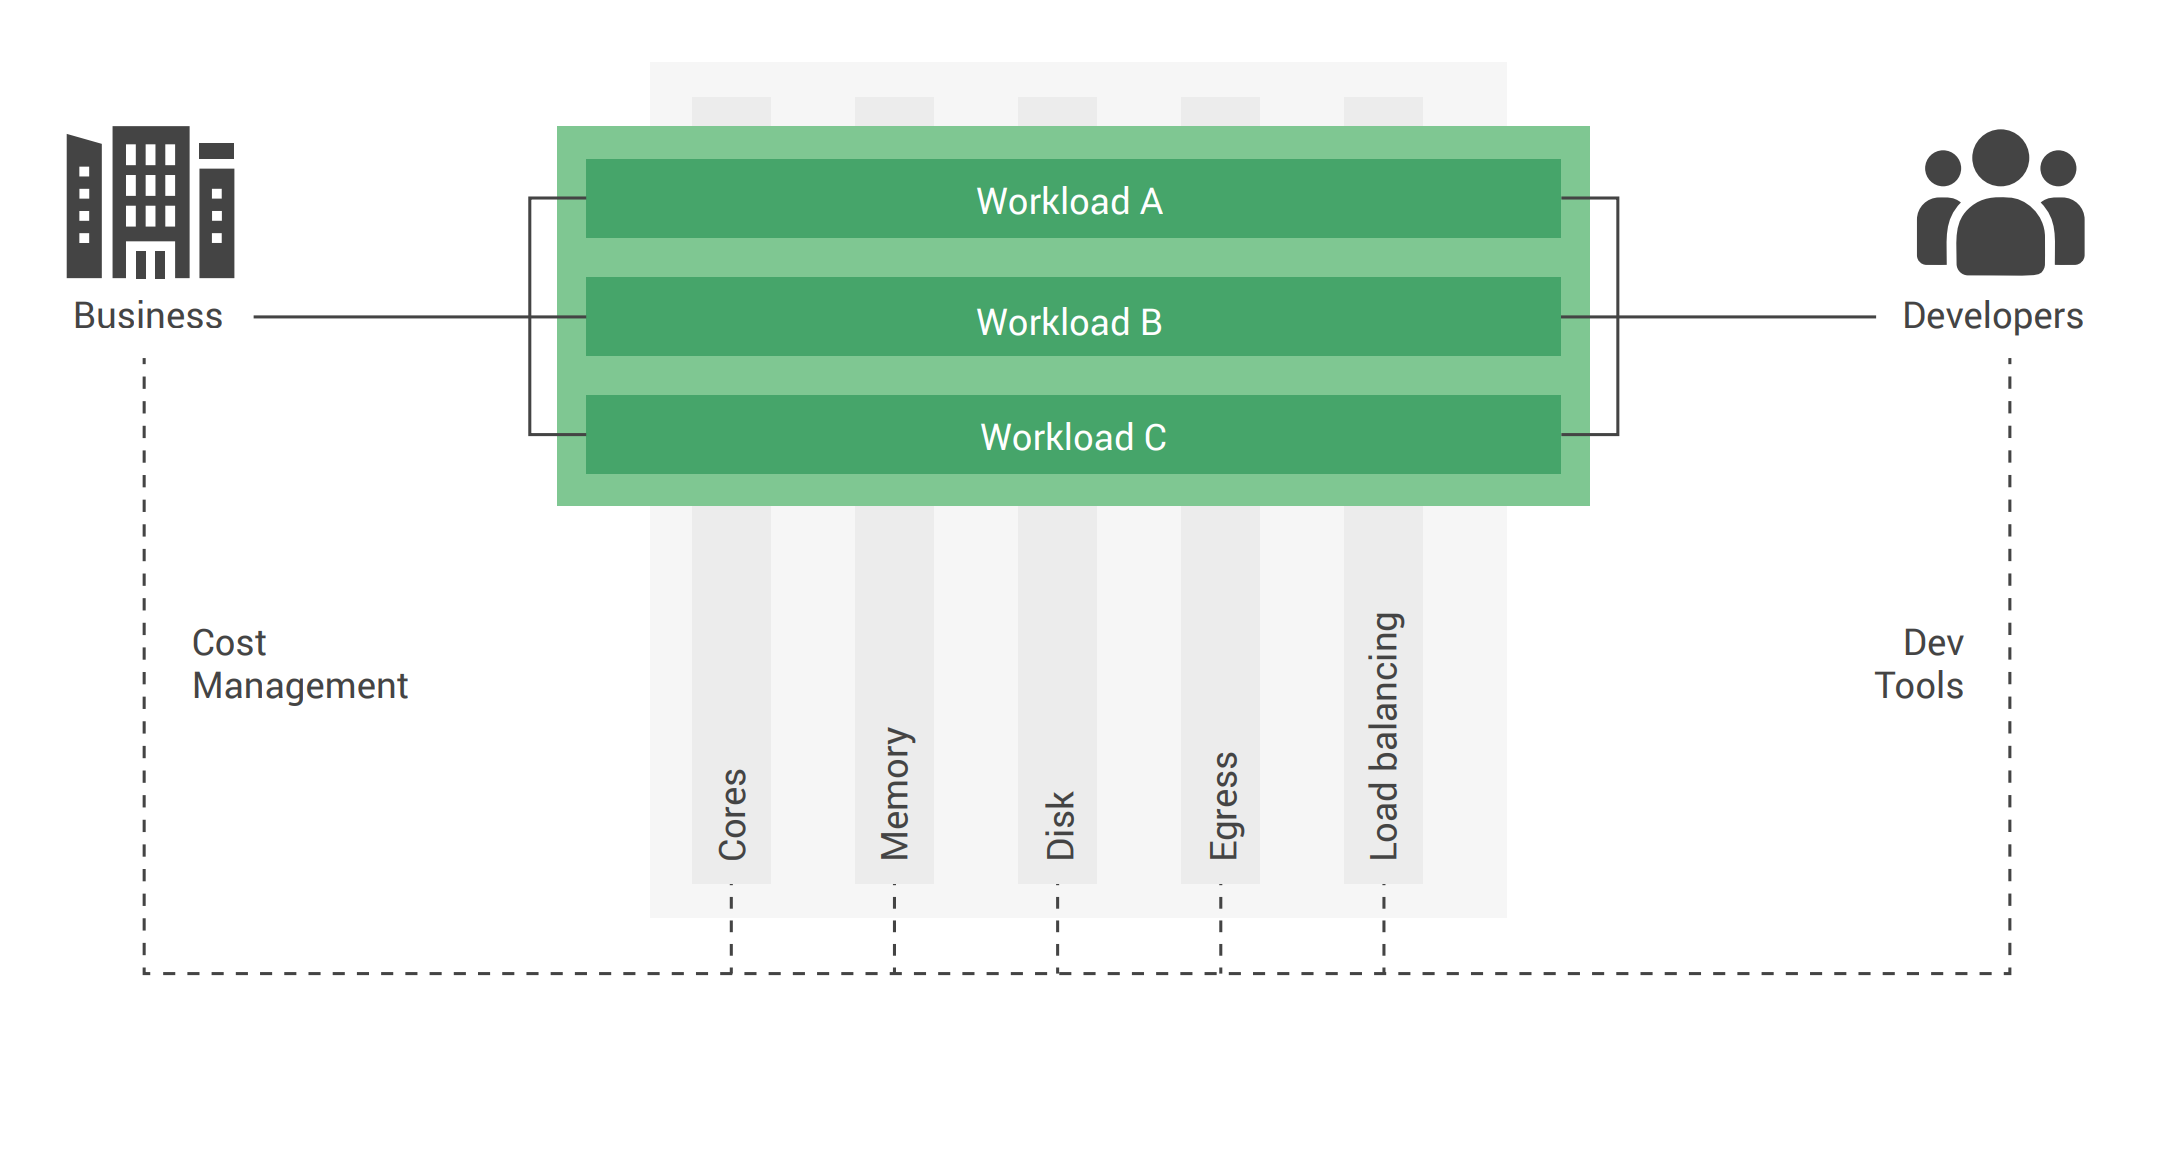 Workload A
Workload B
Workload C
Business
Developers
Cost
Management
Dev
Tools
Cores
Memory
Disk
Egress
Load balancing